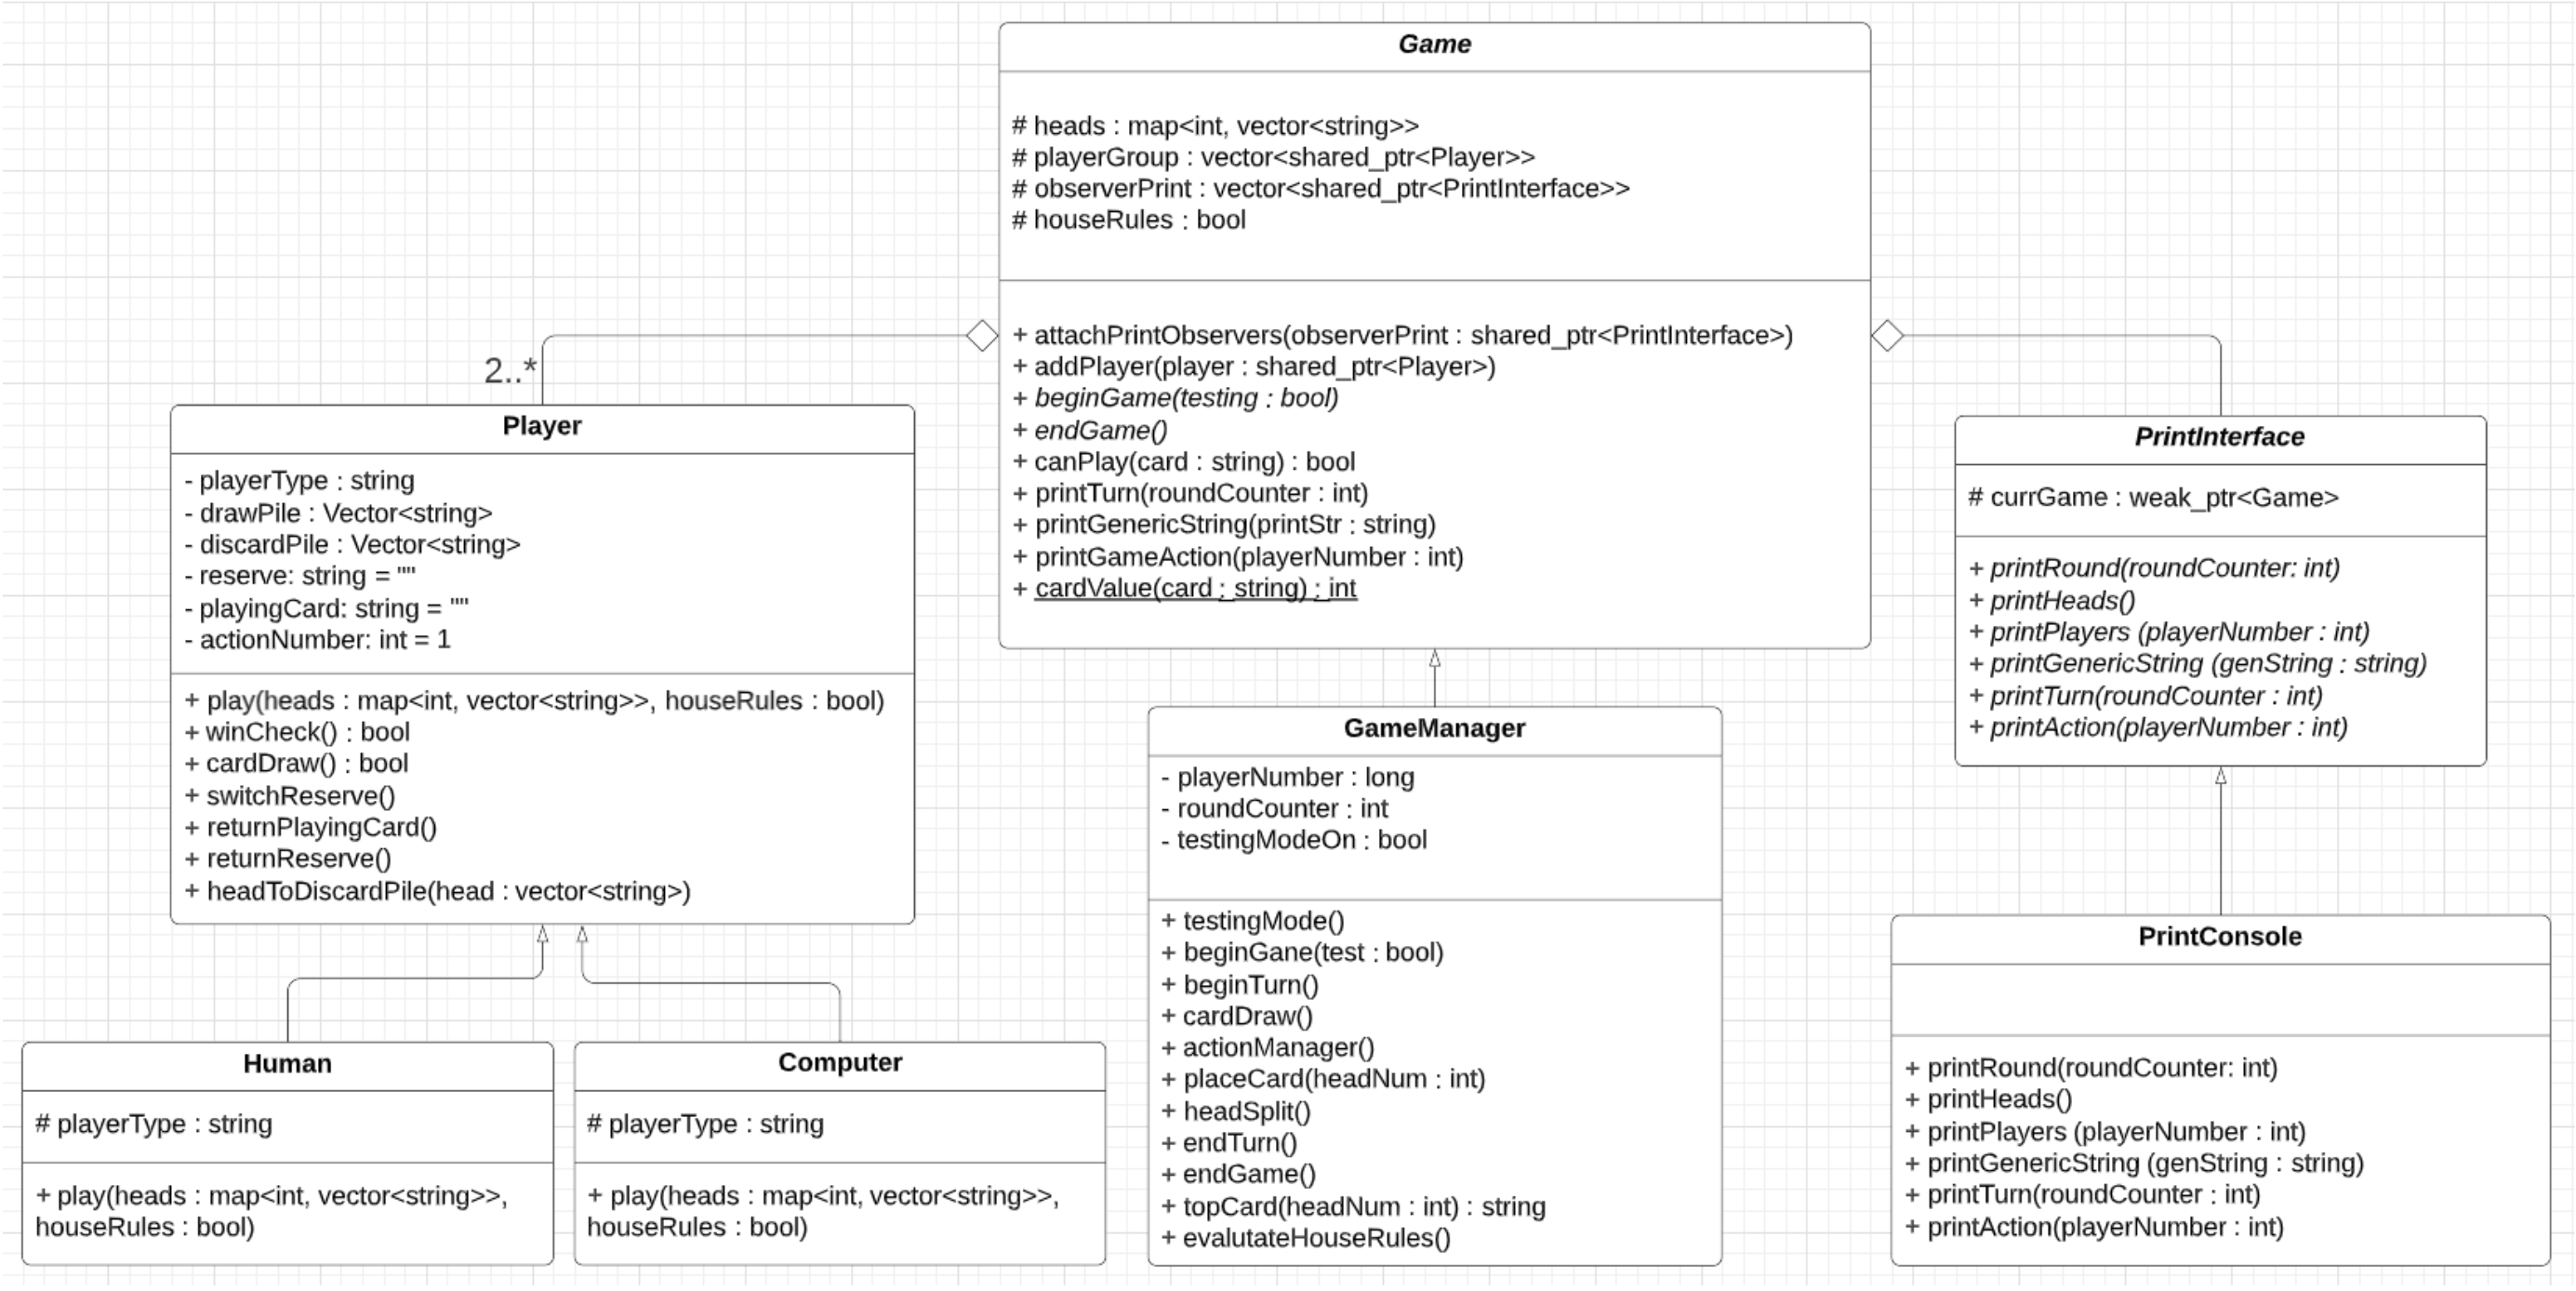 Game
# heads : map<int, vector<string>>
# playerGroup : vector<shared_ptr<Player>>
# observerPrint : vector<shared_ptr<PrintInterface>>
# houseRules : bool
+ attachPrintObservers(observerPrint : shared_ptr<PrintInterface>)
+ addPlayer(player : shared_ptr<Player>)
+ beginGame(testing : bool)
+ endGame()
+ canPlay(card : string) : bool
+ printTurn(roundCounter : int)
+ printGenericString(printStr : string)
+ printGameAction(playerNumber : int)
+ cardValue(card : string) : int
2..*
Player
- playerType : string
- drawPile : Vector<string>
- discardPile : Vector<string>
- reserve: string = ""
- playingCard: string = ""
- actionNumber: int = 1
+ play(heads : map<int, vector<string>>, houseRules : bool)
+ winCheck() : bool
+ cardDraw() : bool
+ switchReserve()
+ returnPlayingCard()
+ returnReserve()
+ headToDiscardPile(head : vector<string>)
PrintInterface
# currGame : weak_ptr<Game>
+ printRound(roundCounter: int)
+ printHeads()
+ printPlayers (playerNumber : int)
+ printGenericString (genString : string)
+ printTurn(roundCounter : int)
+ printAction(playerNumber : int)
Human
# playerType : string
+ play(heads : map<int, vector<string>>,
houseRules : bool)
Computer
# playerType : string
+ play(heads : map<int, vector<string>>,
houseRules : bool)
GameManager
- playerNumber : long
- roundCounter : int
- testingModeOn : bool
+ testingMode()
+ beginGane(test : bool)
+ beginTurn()
+ cardDraw()
+ actionManager()
+ placeCard(headNum : int)
+ headSplit()
+ endTurn()
+ endGame()
+ topCard(headNum : int) : string
+ evalutateHouseRules()
PrintConsole
+ printRound(roundCounter: int)
+ printHeads()
+ printPlayers (playerNumber : int)
+ printGenericString (genString : string)
+ printTurn(roundCounter : int)
+ printAction(playerNumber : int)